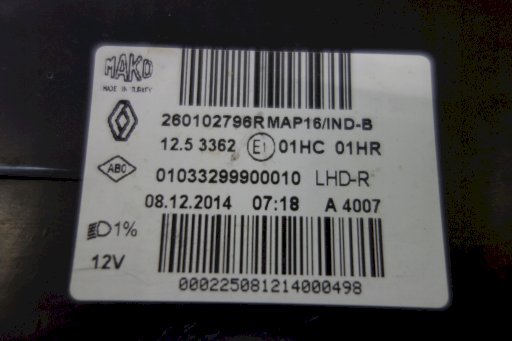 MAKO
MADE IN TURKEY
260102796R MAP16/IND-B
12.5 3362 E1 01HC 01HR
ABC 01033299900010 LHD-R
08.12.2014 07:18 A 4007
1%
12V
000225081214000498